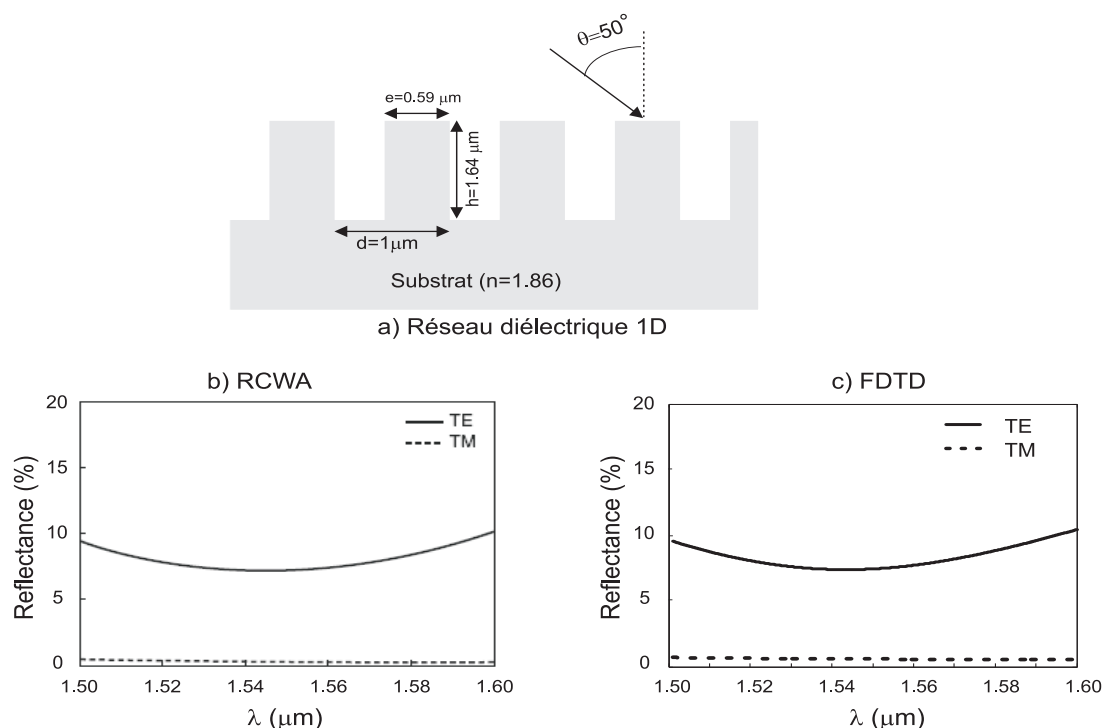 θ=50°
e=0.59 µm
h=1.64 µm
d=1µm
Substrat (n=1.86)
a) Réseau diélectrique 1D
b) RCWA
20
15
10
5
0
Reflectance (%)
TE
TM
1.50 1.52 1.54 1.56 1.58 1.60
λ (µm)
c) FDTD
20
15
10
5
0
Reflectance (%)
TE
TM
1.50 1.52 1.54 1.56 1.58 1.60
λ (µm)